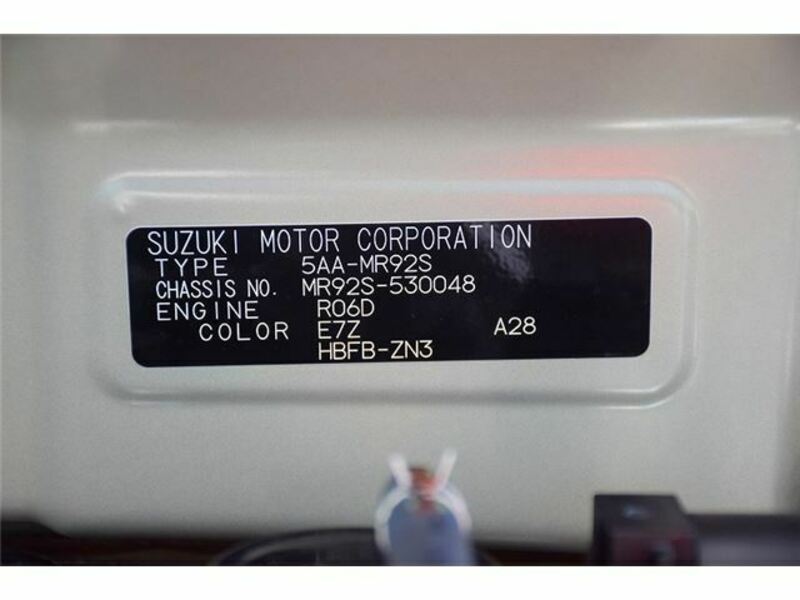 SUZUKI MOTOR CORPORATION
TYPE 5AA-MR92S
CHASSIS NO. MR92S-530048
ENGINE R06D
COLOR E7Z A28
HBFB-ZN3